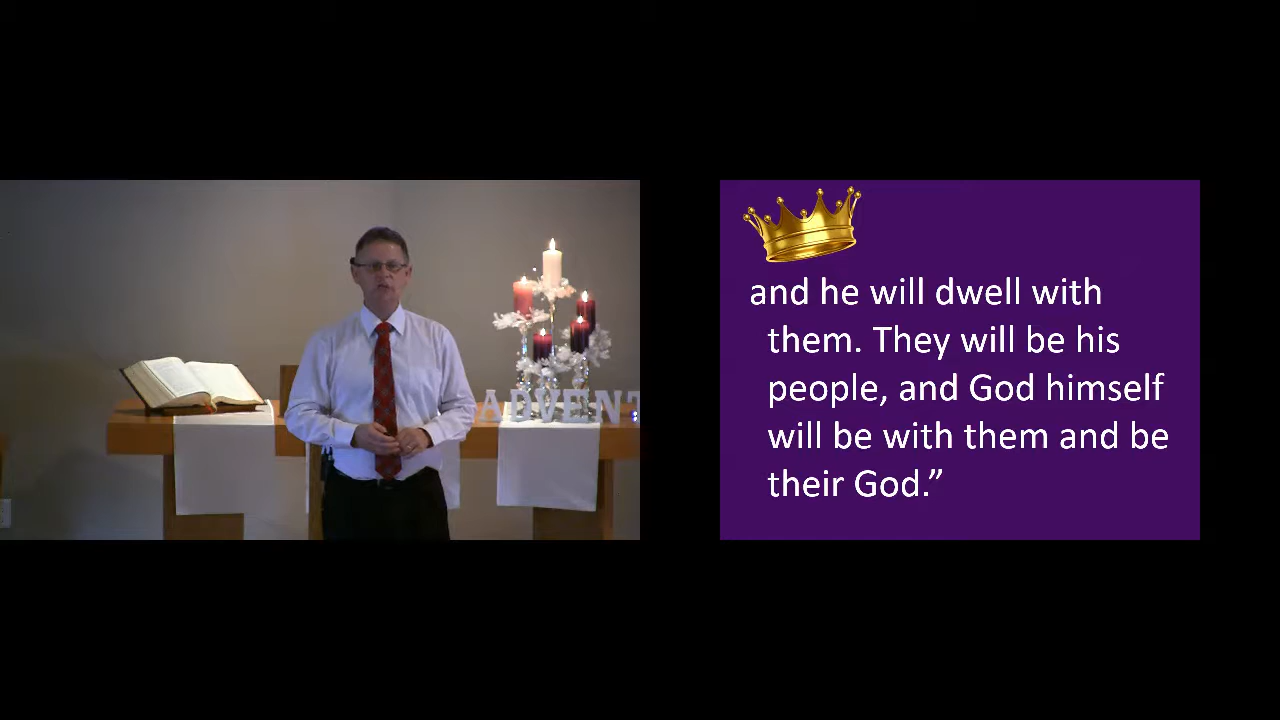 ADVENT
and he will dwell with
them. They will be his
people, and God himself
will be with them and be
their God.”